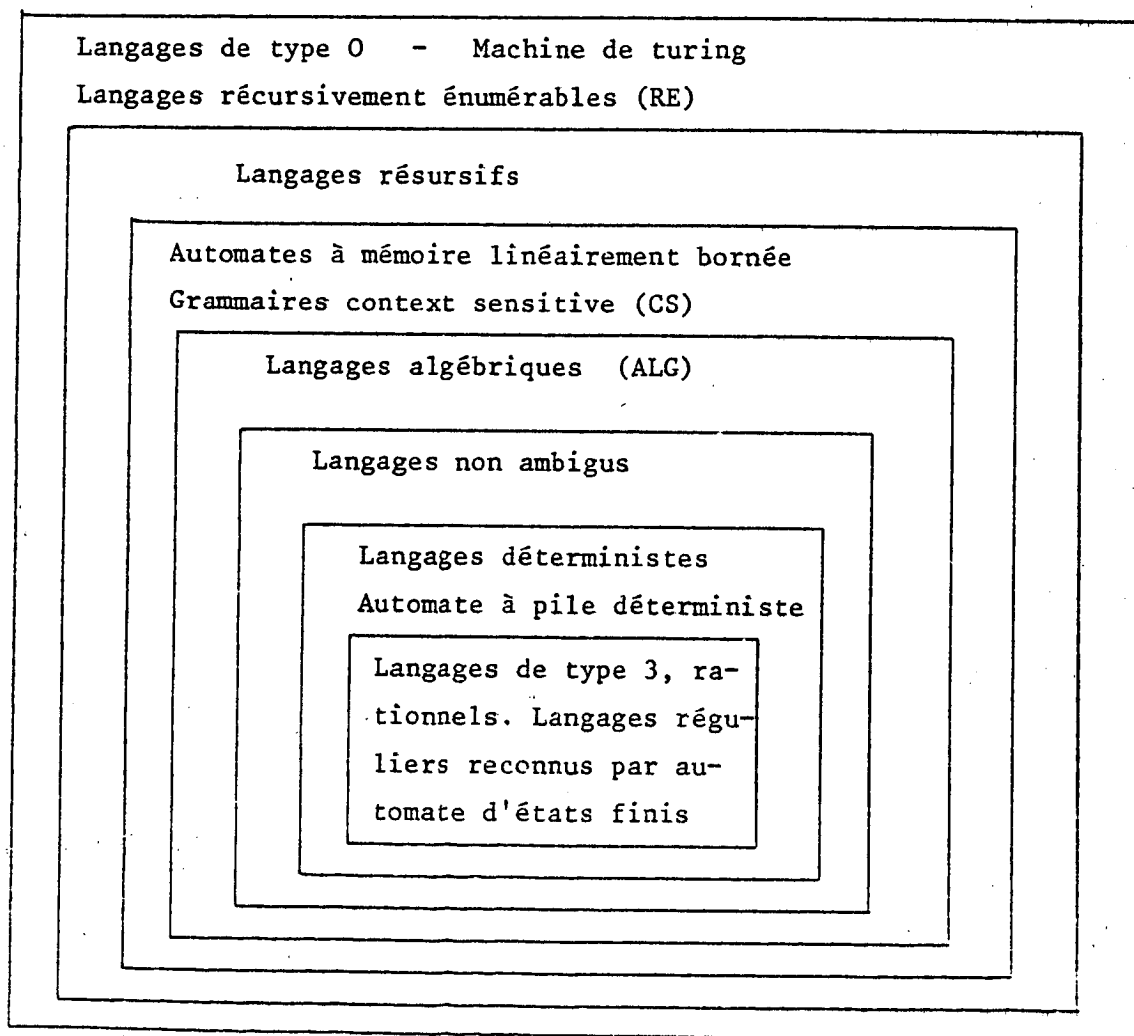 Langages de type 0 - Machine de turing
Langages récursivement énumérables (RE)
Langages résursifs
Automates à mémoire linéairement bornée
Grammaires context sensitive (CS)
Langages algébriques (ALG)
Langages non ambigus
Langages déterministes
Automate à pile déterministe
Langages de type 3, ra-
tionnels. Langages régu-
liers reconnus par au-
tomate d'états finis